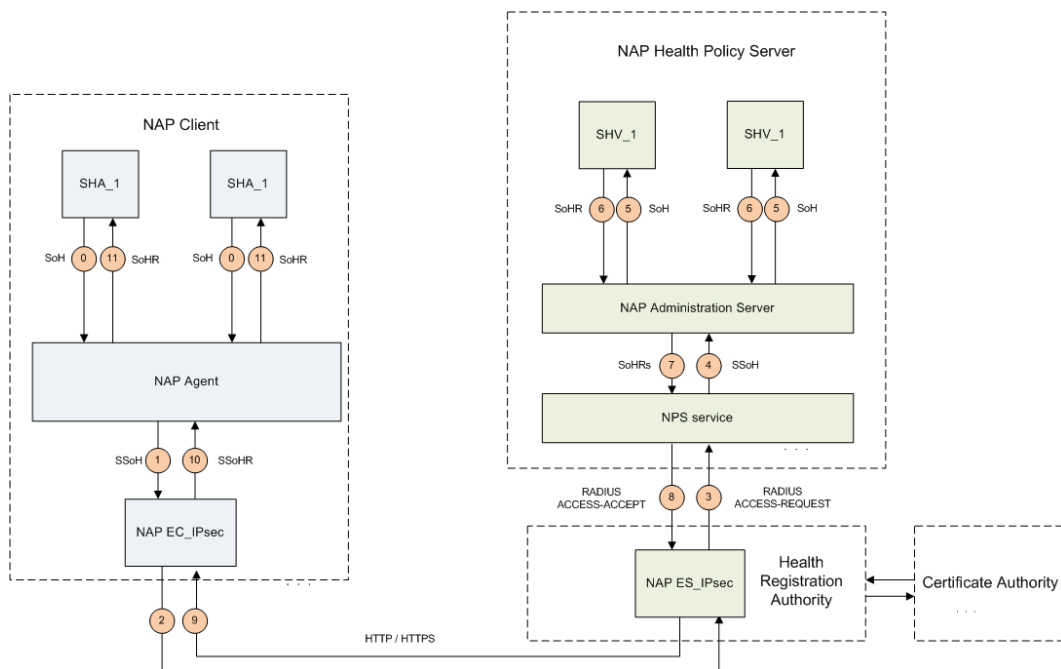 NAP Health Policy Server
NAP Client
SHV_1
SHV_1
SHA_1
SHA_1
SoHR
6
5
SoH
SoHR
6
5
SoH
SoH
0
11
SoHR
SoH
0
11
SoHR
NAP Administration Server
SoHRs
7
4
SSoH
NAP Agent
NPS service
. . .
SSoH
1
10
SSoHR
RADIUS
ACCESS-ACCEPT
8
3
RADIUS
ACCESS-REQUEST
NAP EC_IPsec
. . .
NAP ES_IPsec
Health
Registration
Authority
Certificate Authority
. . .
2
9
HTTP / HTTPS